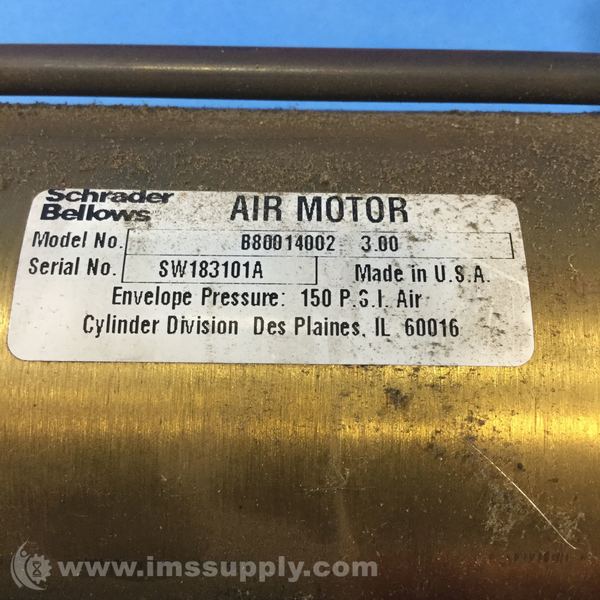 Schrader
Bellows
AIR MOTOR
Model No. B80014002 3.00
Serial No. SW183101A Made in U.S.A.
Envelope Pressure: 150 P.S.I. Air
Cylinder Division Des Plaines, IL 60016
www.imssupply.com